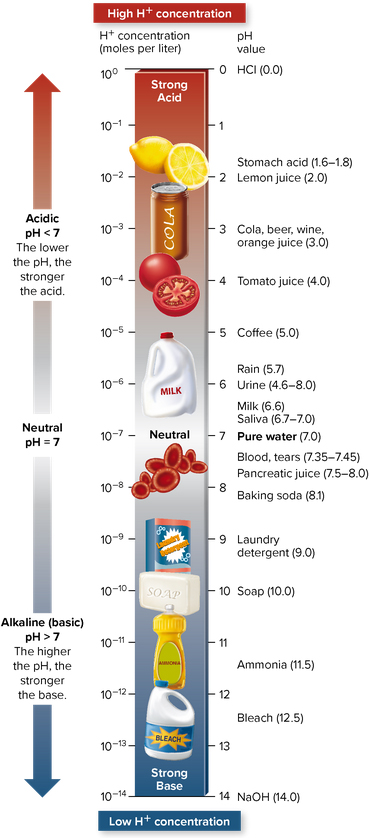 High H⁺ concentration
H⁺ concentration
(moles per liter)
pH
value
10⁰
0
HCl (0.0)
Strong
Acid
10⁻¹
1
Stomach acid (1.6–1.8)
10⁻²
2
Lemon juice (2.0)
COLA
10⁻³
3
Cola, beer, wine,
orange juice (3.0)
Acidic
pH < 7
The lower
the pH, the
stronger
the acid.
10⁻⁴
4
Tomato juice (4.0)
10⁻⁵
5
Coffee (5.0)
Rain (5.7)
10⁻⁶
6
Urine (4.6–8.0)
MILK
Milk (6.6)
Saliva (6.7–7.0)
Neutral
pH = 7
10⁻⁷
Neutral
7
Pure water (7.0)
Blood, tears (7.35–7.45)
Pancreatic juice (7.5–8.0)
10⁻⁸
8
Baking soda (8.1)
10⁻⁹
Laundry
detergent
9
Laundry
detergent (9.0)
10⁻¹⁰
SOAP
10
Soap (10.0)
Alkaline (basic)
pH > 7
The higher
the pH, the
stronger
the base.
10⁻¹¹
11
AMMONIA
Ammonia (11.5)
10⁻¹²
12
Bleach (12.5)
BLEACH
10⁻¹³
13
Strong
Base
10⁻¹⁴
14
NaOH (14.0)
Low H⁺ concentration